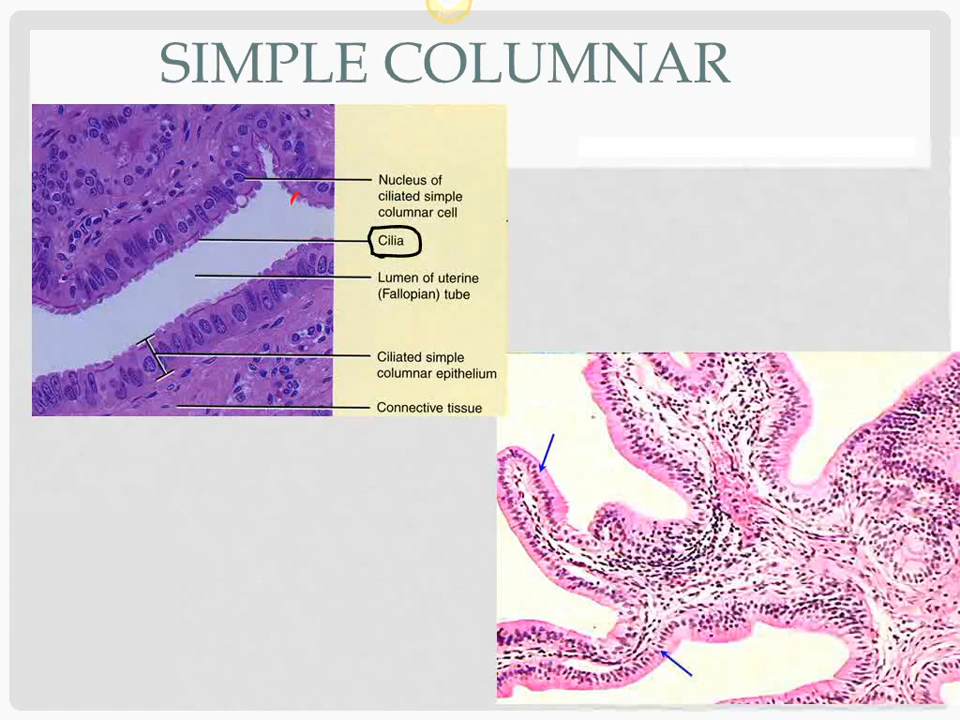 SIMPLE COLUMNAR
Nucleus of
ciliated simple
columnar cell
Cilia
Lumen of uterine
(Fallopian) tube
Ciliated simple
columnar epithelium
Connective tissue